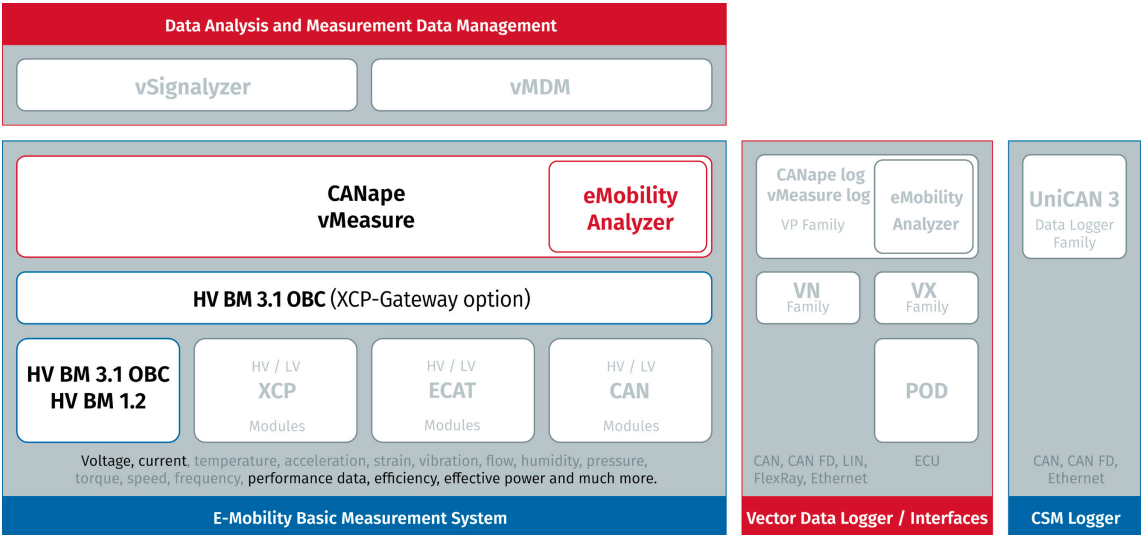 Data Analysis and Measurement Data Management
vSignalyzer
vMDM
CANape
vMeasure
eMobility
Analyzer
HV BM 3.1 OBC (XCP-Gateway option)
HV BM 3.1 OBC
HV BM 1.2
HV / LV
XCP
Modules
HV / LV
ECAT
Modules
HV / LV
CAN
Modules
Voltage, current, temperature, acceleration, strain, vibration, flow, humidity, pressure,
torque, speed, frequency, performance data, efficiency, effective power and much more.
E-Mobility Basic Measurement System
CANape log
vMeasure log
VP Family
eMobility
Analyzer
VN
Family
VX
Family
POD
CAN, CAN FD, LIN,
FlexRay, Ethernet
ECU
Vector Data Logger / Interfaces
UniCAN 3
Data Logger
Family
CAN, CAN FD,
Ethernet
CSM Logger